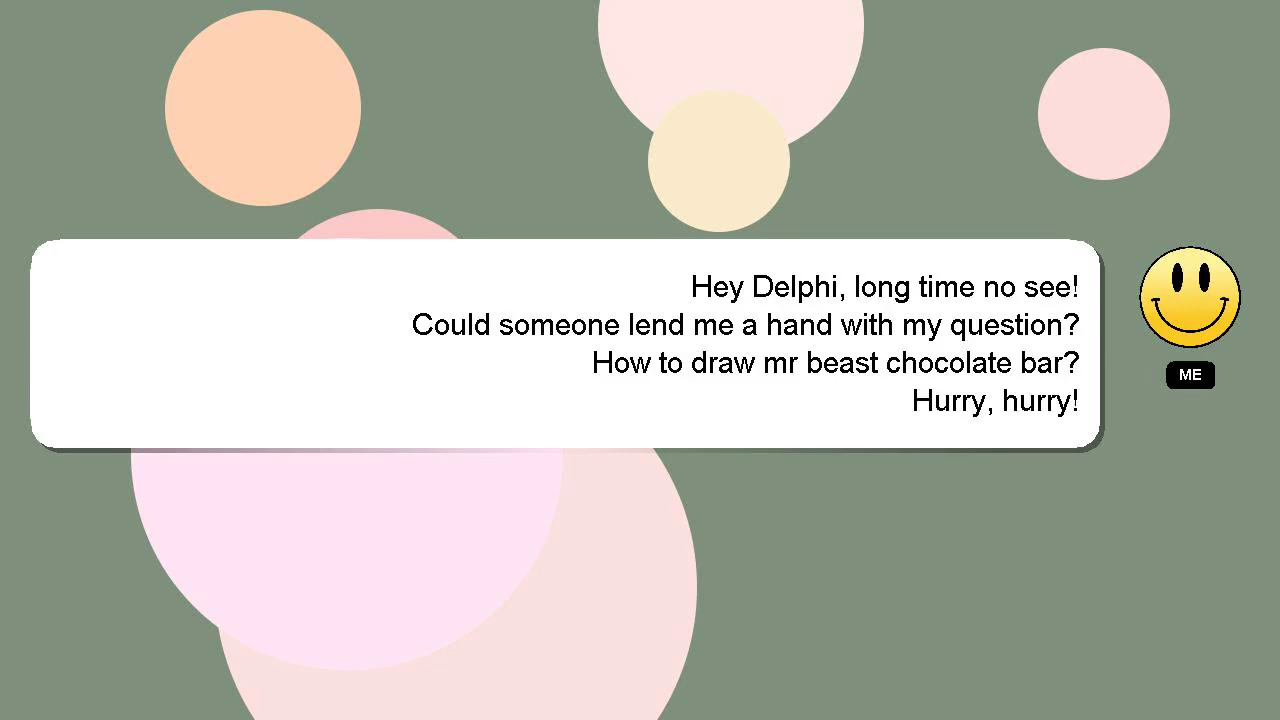 Hey Delphi, long time no see!
Could someone lend me a hand with my question?
How to draw mr beast chocolate bar?
Hurry, hurry!
ME